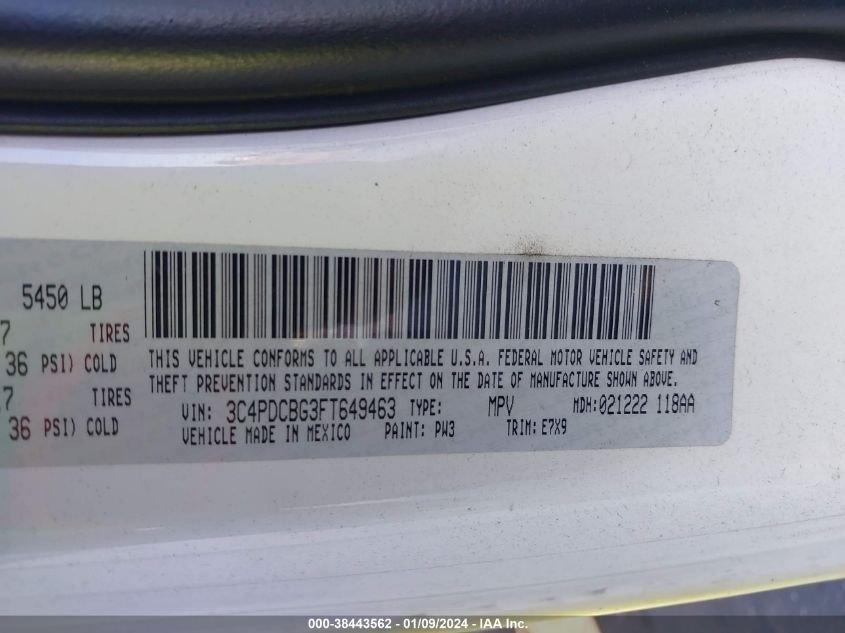 5450 LB
7 TIRES
36 PSI) COLD
.7 TIRES
36 PSI) COLD
THIS VEHICLE CONFORMS TO ALL APPLICABLE U.S.A. FEDERAL MOTOR VEHICLE SAFETY AND
THEFT PREVENTION STANDARDS IN EFFECT ON THE DATE OF MANUFACTURE SHOWN ABOVE.
VIN: 3C4PDCBG3FT649463 TYPE: MPV MDH:021222 118AA
VEHICLE MADE IN MEXICO PAINT: PW3 TRIM: E7X9
000-38443562 - 01/09/2024 - IAA Inc.